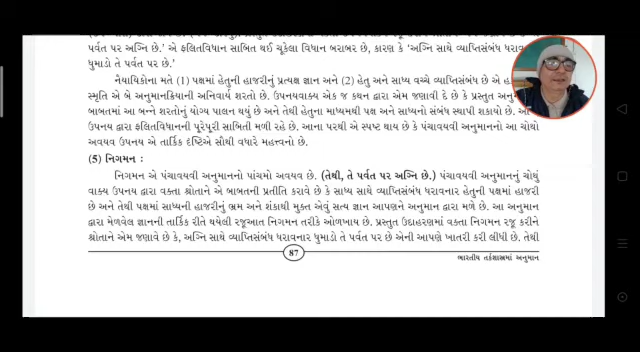 પર્વત પર અગ્નિ છે.’ એ ફલિતવિધાન સાબિત થઈ ચૂકેલા વિધાન બરાબર છે, કારણ કે ‘અગ્નિ સાથે વ્યાપ્તિસંબંધ ધરાવ
ધુમાડો તે પર્વત પર છે.’
નૈયાયિકોના મતે (1) પક્ષમાં હેતુની હાજરીનું પ્રત્યક્ષ જ્ઞાન અને (2) હેતુ અને સાધ્ય વચ્ચે વ્યાપ્તિસંબંધ છે એ
સ્મૃતિ એ બે અનુમાનક્રિયાની અનિવાર્ય શરતો છે. ઉપનયવાક્ય એક જ કથન દ્વારા એમ જણાવી દે છે કે પ્રસ્તુત
બાબતમાં આ બન્ને શરતોનું યોગ્ય પાલન થયું છે અને તેથી હેતુના માધ્યમથી પક્ષ અને સાધ્યનો સંબંધ સ્થાપી શકાયો છે.
ઉપનય દ્વારા ફલિતવિધાનની પૂરેપૂરી સાબિતી મળી રહે છે. આના પરથી એ સ્પષ્ટ થાય છે કે પંચાવયવી અનુમાનનો આ ચોથો
અવયવ ઉપનય એ તાર્કિક દૃષ્ટિએ સૌથી વધારે મહત્ત્વનો છે.
(5) નિગમન :
નિગમન એ પંચાવયવી અનુમાનનો પાંચમો અવયવ છે. (તેથી, તે પર્વત પર અગ્નિ છે.) પંચાવયવી અનુમાનનું ચોથું
વાક્ય ઉપનય દ્વારા વક્તા શ્રોતાને એ બાબતની પ્રતીતિ કરાવે છે કે સાધ્ય સાથે વ્યાપ્તિસંબંધ ધરાવનાર હેતુની પક્ષમાં હાજરી
છે અને તેથી પક્ષમાં સાધ્યની હાજરીનું ભ્રમ અને શંકાથી મુક્ત એવું સત્ય જ્ઞાન આપણને અનુમાન દ્વારા મળે છે. આ અનુમાન
દ્વારા મેળવેલ જ્ઞાનની તાર્કિક રીતે થયેલી રજૂઆત નિગમન તરીકે ઓળખાય છે. પ્રસ્તુત ઉદાહરણમાં વક્તા નિગમન રજૂ કરીને
શ્રોતાને એમ જણાવે છે કે, અગ્નિ સાથે વ્યાપ્તિસંબંધ ધરાવનાર ધુમાડો તે પર્વત પર છે એની આપણે ખાતરી કરી લીધી છે. તેથી
87
ભારતીય તર્કશાસ્ત્રમાં અનુમાન